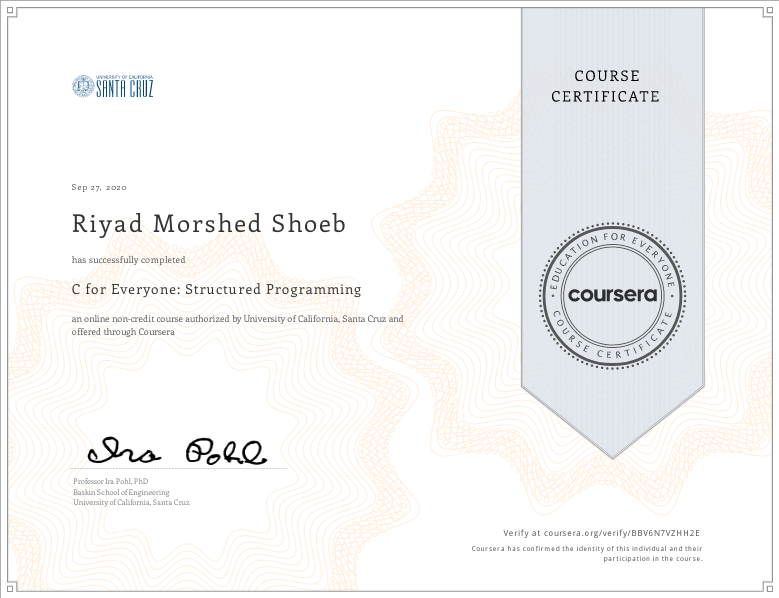 UNIVERSITY OF CALIFORNIA
SANTA CRUZ
COURSE
CERTIFICATE
Sep 27, 2020
Riyad Morshed Shoeb
has successfully completed
C for Everyone: Structured Programming
an online non-credit course authorized by University of California, Santa Cruz and
offered through Coursera
EDUCATION FOR EVERYONE
coursera
COURSE CERTIFICATE
Ira Pohl
Professor Ira Pohl, PhD
Baskin School of Engineering
University of California, Santa Cruz
Verify at coursera.org/verify/BBV6N7VZHH2E
Coursera has confirmed the identity of this individual and their
participation in the course.